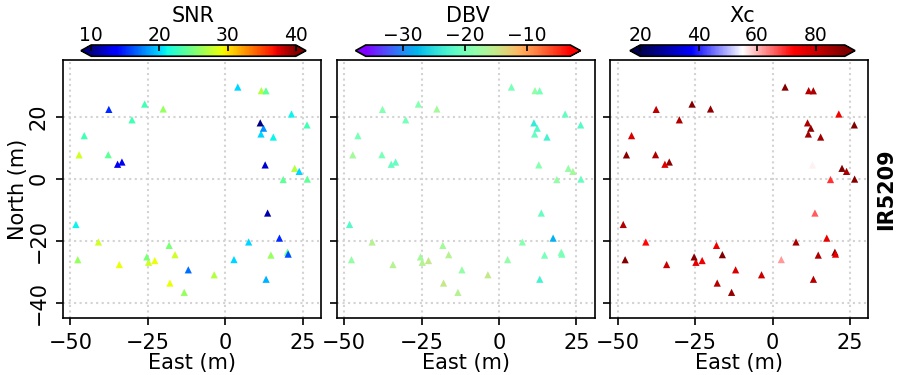 SNR DBV Xc
10 20 30 40 −30 −20 −10 20 40 60 80
20
0
−20
−40
North (m)
IR5209
−50 −25 0 25 −50 −25 0 25 −50 −25 0 25
East (m) East (m) East (m)